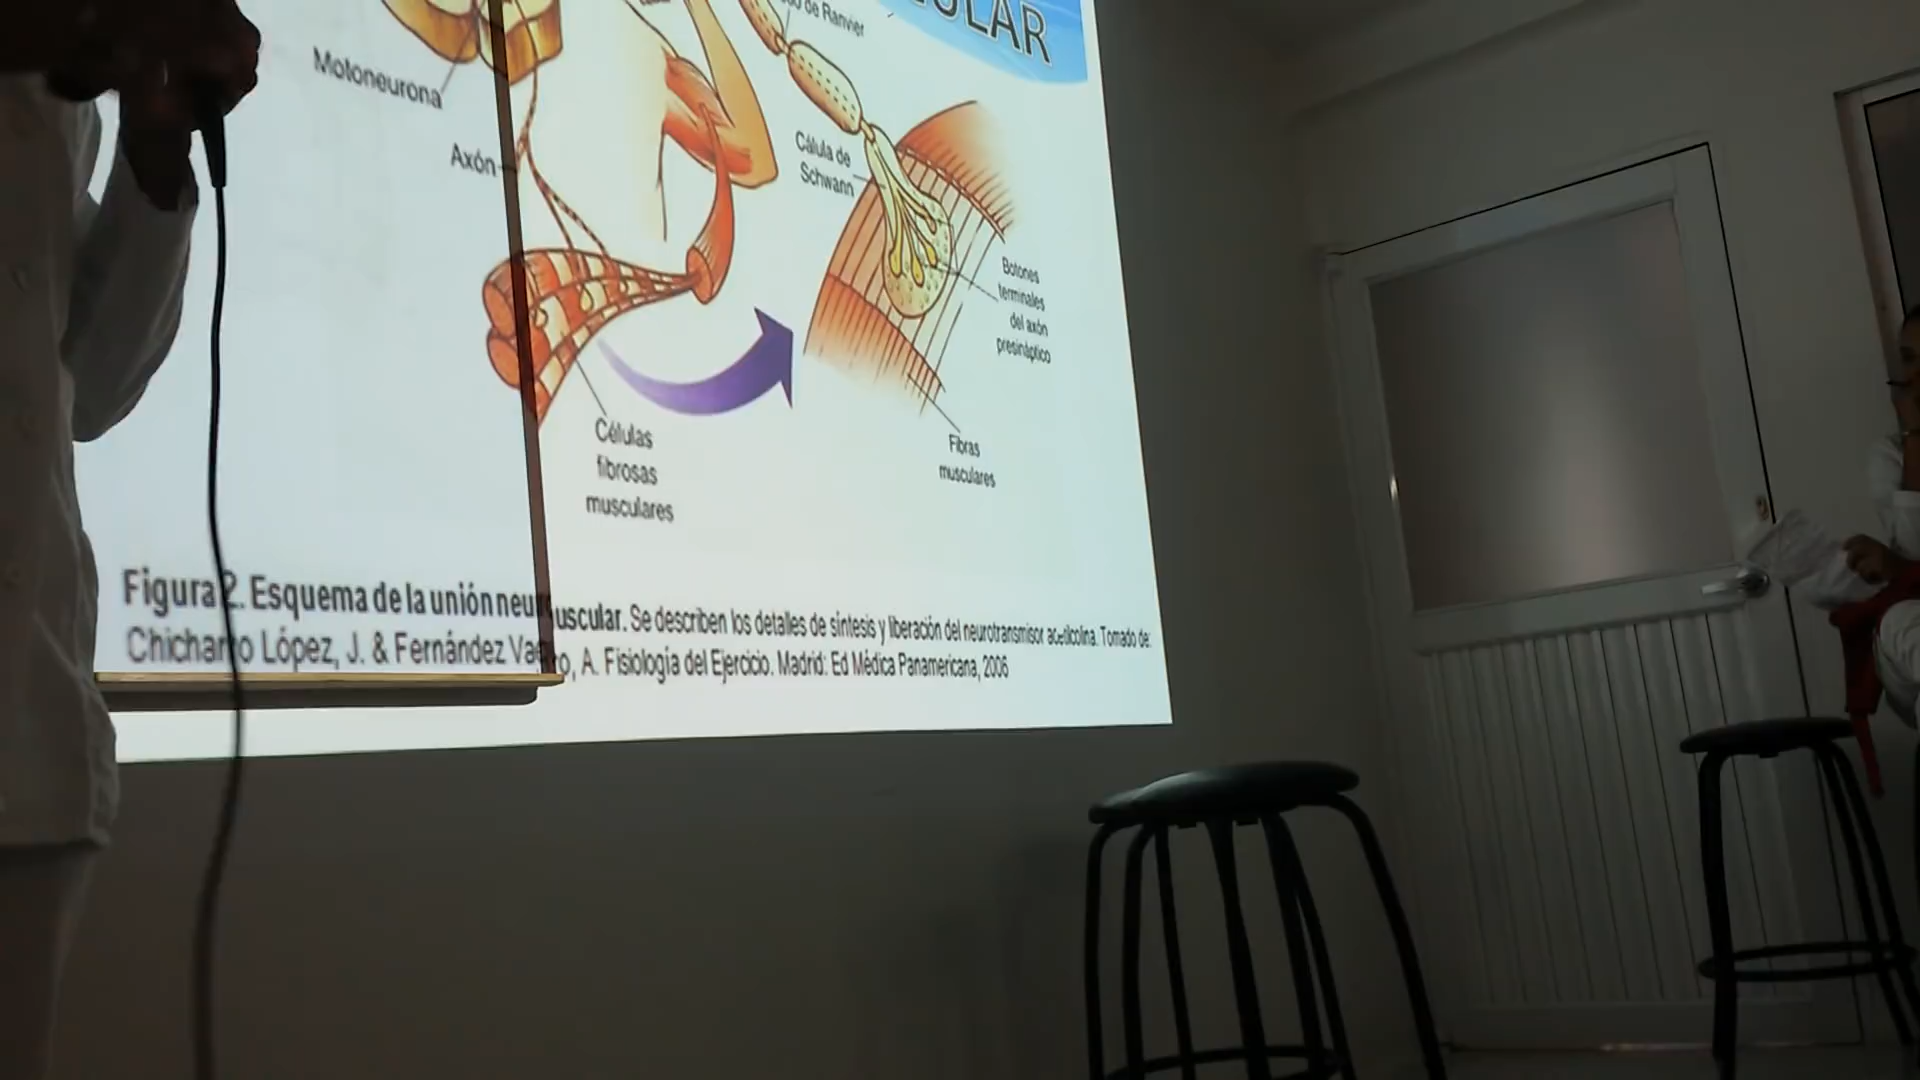 ULAR
de Ranvier
Motoneurona
Axón
Cálula de
Schwann
Botones
terminales
del axón
presináptico
Células
fibrosas
musculares
Fibras
musculares
Figura 2. Esquema de la unión neuromuscular. Se describen los detalles de síntesis y liberación del neurotransmisor acetilcolina. Tomado de:
Chicharro López, J. & Fernández Vaquero, A. Fisiología del Ejercicio. Madrid: Ed Médica Panamericana, 2006